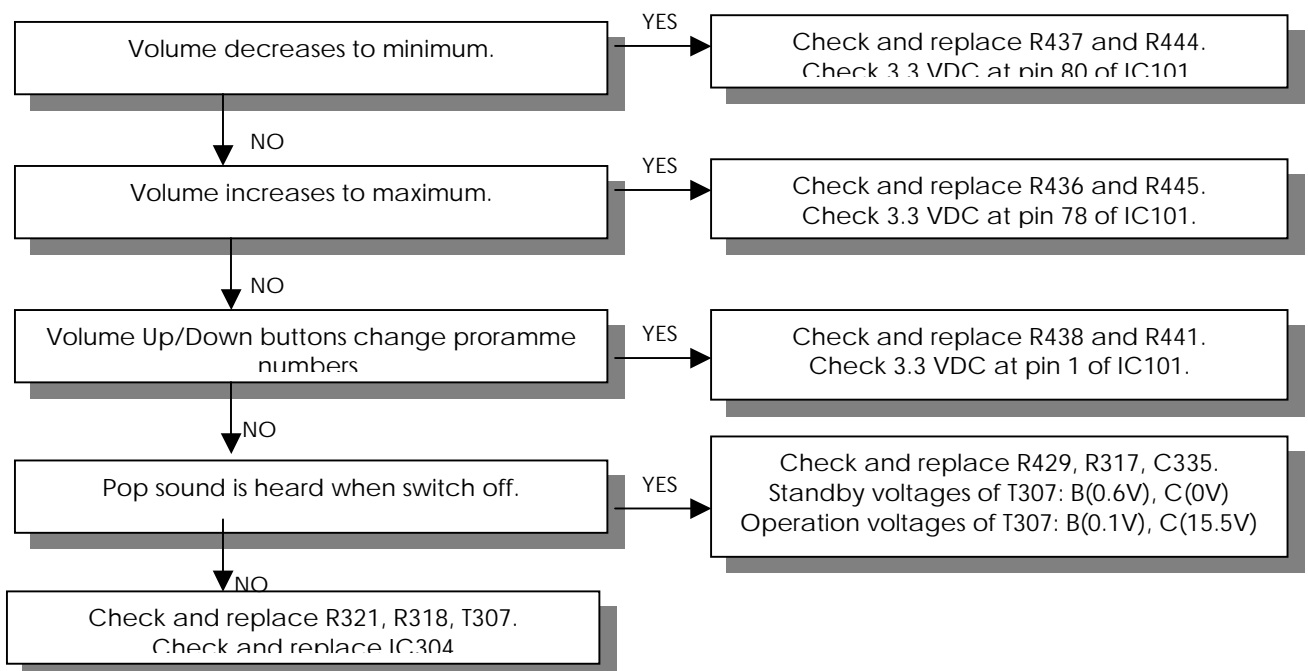 Volume decreases to minimum.
YES
Check and replace R437 and R444.
Check 3.3 VDC at pin 80 of IC101
NO
Volume increases to maximum.
YES
Check and replace R436 and R445.
Check 3.3 VDC at pin 78 of IC101.
NO
Volume Up/Down buttons change proramme
numbers
YES
Check and replace R438 and R441.
Check 3.3 VDC at pin 1 of IC101.
NO
Pop sound is heard when switch off.
YES
Check and replace R429, R317, C335.
Standby voltages of T307: B(0.6V), C(0V)
Operation voltages of T307: B(0.1V), C(15.5V)
NO
Check and replace R321, R318, T307.
Check and replace IC304